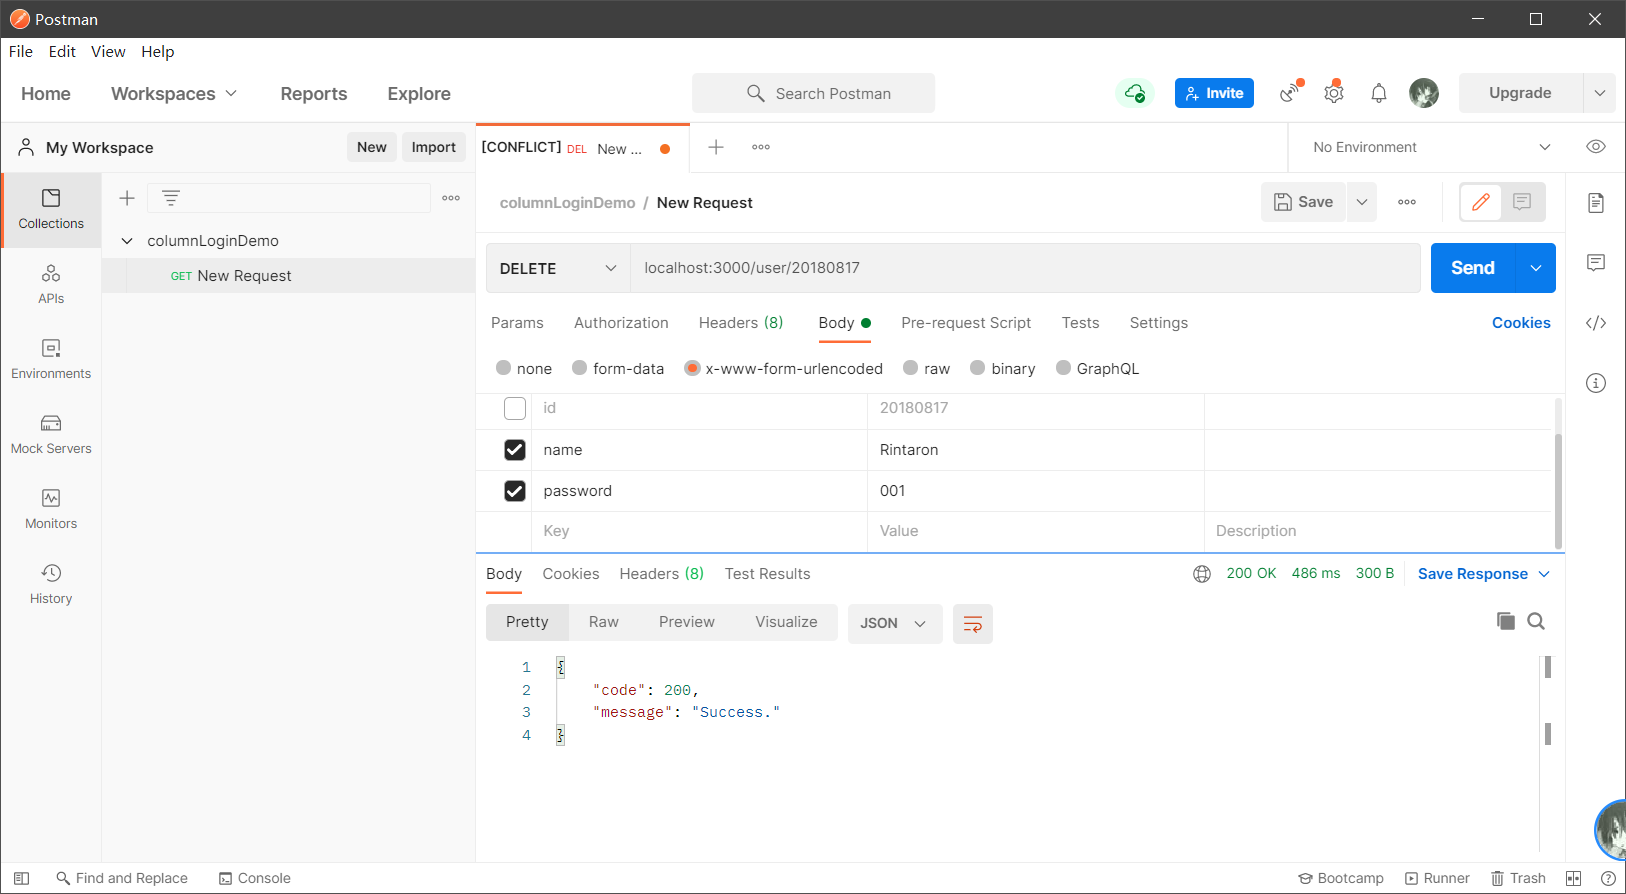 Postman
File Edit View Help
Home Workspaces Reports Explore Search Postman Invite Upgrade
My Workspace New Import [CONFLICT] DEL New ... No Environment
columnLoginDemo / New Request Save
Collections
columnLoginDemo
GET New Request
DELETE localhost:3000/user/20180817 Send
APIs
Params Authorization Headers (8) Body Pre-request Script Tests Settings Cookies
Environments
none form-data x-www-form-urlencoded raw binary GraphQL
id 20180817
Mock Servers
name Rintaron
password 001
Monitors
Key Value Description
Body Cookies Headers (8) Test Results 200 OK 486 ms 300 B Save Response
History
Pretty Raw Preview Visualize JSON
1 {
2 "code": 200,
3 "message": "Success."
4 }
Find and Replace Console Bootcamp Runner Trash